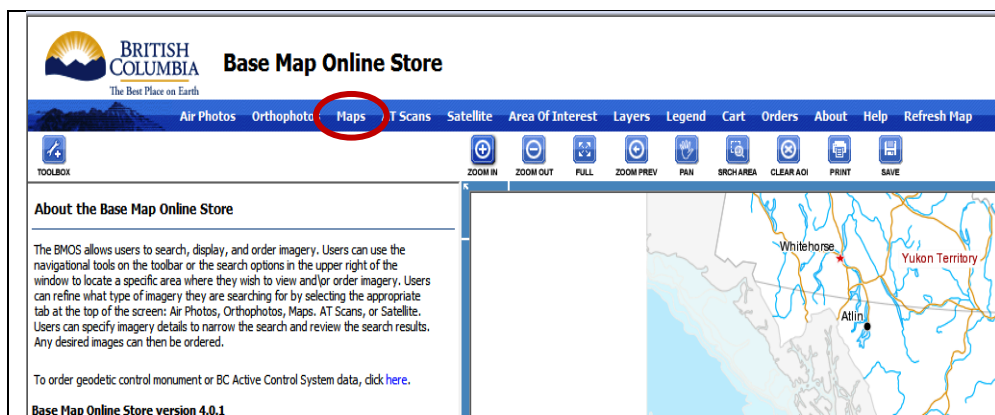 BRITISH
COLUMBIA
The Best Place on Earth
Base Map Online Store
Air Photos Orthophotos Maps AT Scans Satellite Area Of Interest Layers Legend Cart Orders About Help Refresh Map
TOOLBOX
ZOOM IN ZOOM OUT FULL ZOOM PREV PAN SRCH AREA CLEAR AOI PRINT SAVE
About the Base Map Online Store
The BMOS allows users to search, display, and order imagery. Users can use the
navigational tools on the toolbar or the search options in the upper right of the
window to locate a specific area where they wish to view and\or order imagery. Users
can refine what type of imagery they are searching for by selecting the appropriate
tab at the top of the screen: Air Photos, Orthophotos, Maps. AT Scans, or Satellite.
Users can specify imagery details to narrow the search and review the search results.
Any desired images can then be ordered.
To order geodetic control monument or BC Active Control System data, click here.
Base Map Online Store version 4.0.1
Whitehorse
Yukon Territory
Atlin